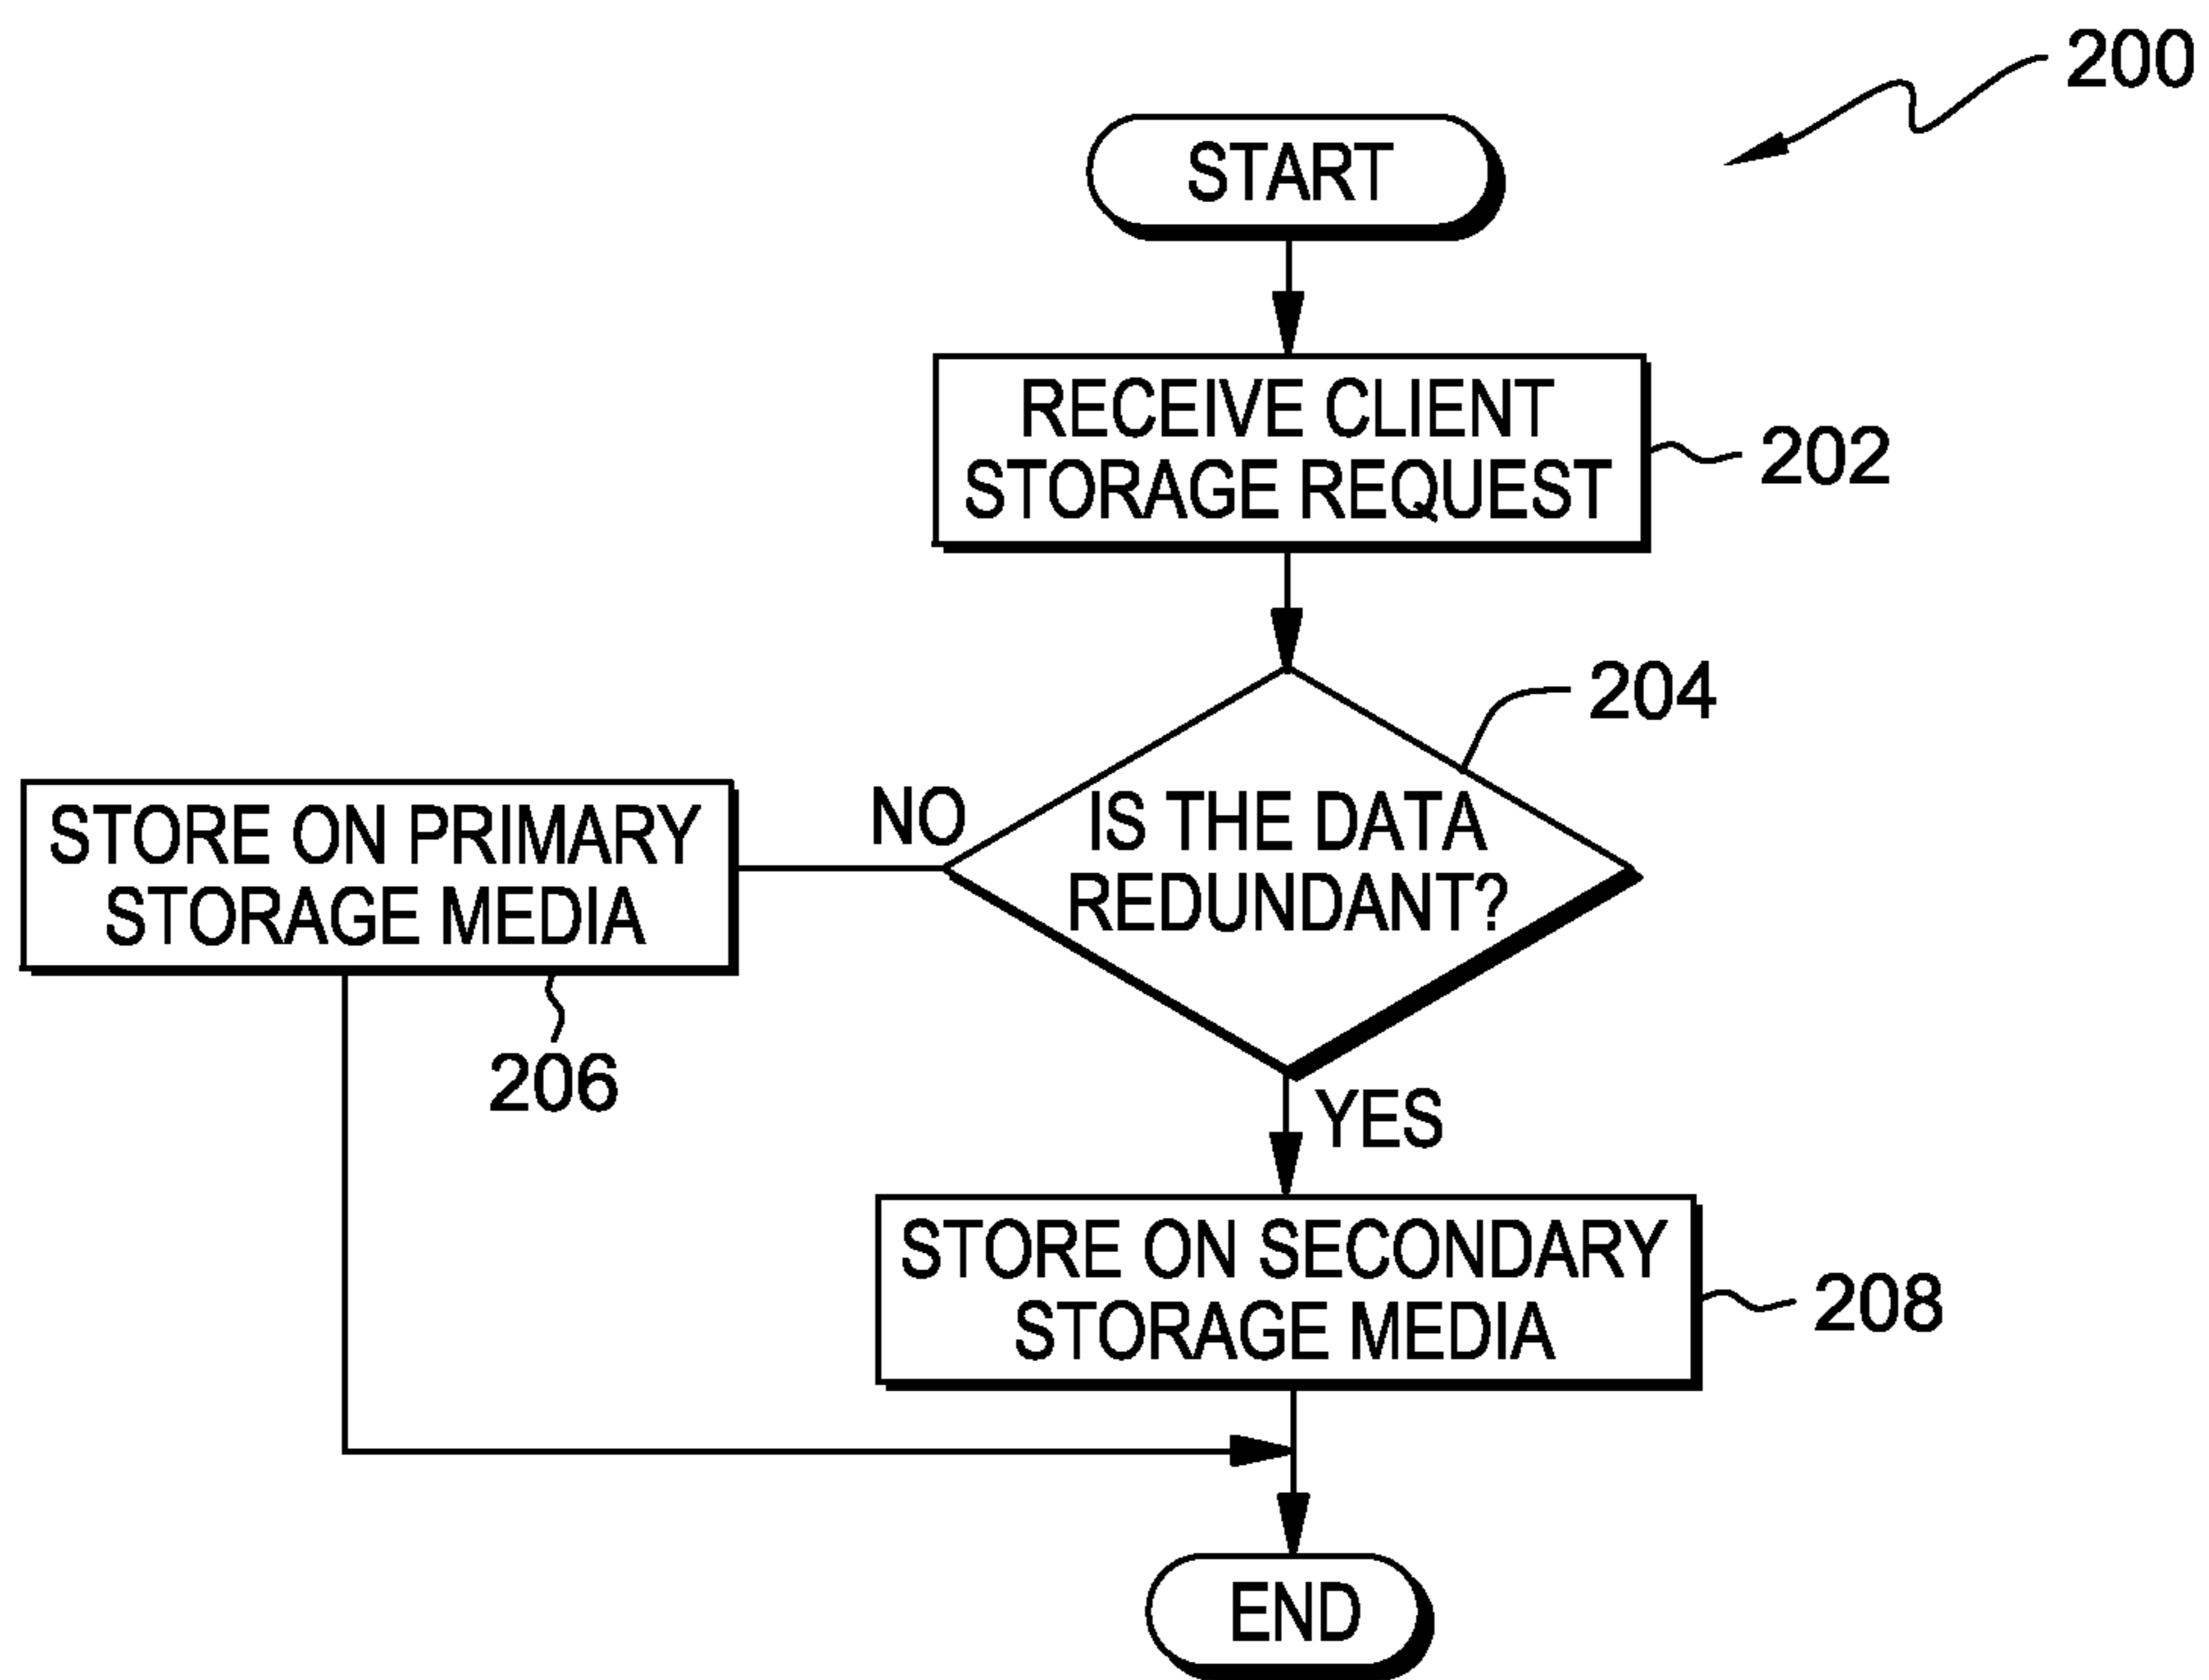 200
START
RECEIVE CLIENT
STORAGE REQUEST
202
204
IS THE DATA
REDUNDANT?
NO
STORE ON PRIMARY
STORAGE MEDIA
206
YES
STORE ON SECONDARY
STORAGE MEDIA
208
END